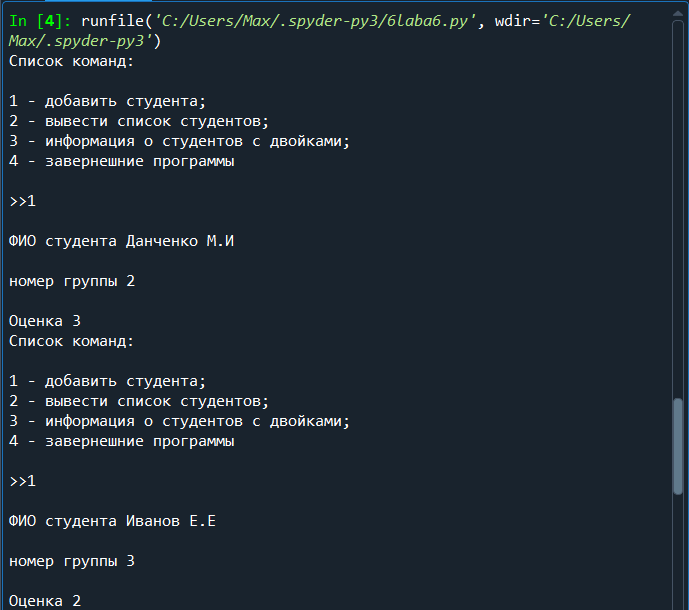 In [4]: runfile('C:/Users/Max/.spyder-py3/6laba6.py', wdir='C:/Users/
Max/.spyder-py3')
Список команд:
1 - добавить студента;
2 - вывести список студентов;
3 - информация о студентов с двойками;
4 - завернешние программы
>>1
ФИО студента Данченко М.И
номер группы 2
Оценка 3
Список команд:
1 - добавить студента;
2 - вывести список студентов;
3 - информация о студентов с двойками;
4 - завернешние программы
>>1
ФИО студента Иванов Е.Е
номер группы 3
Оценка 2